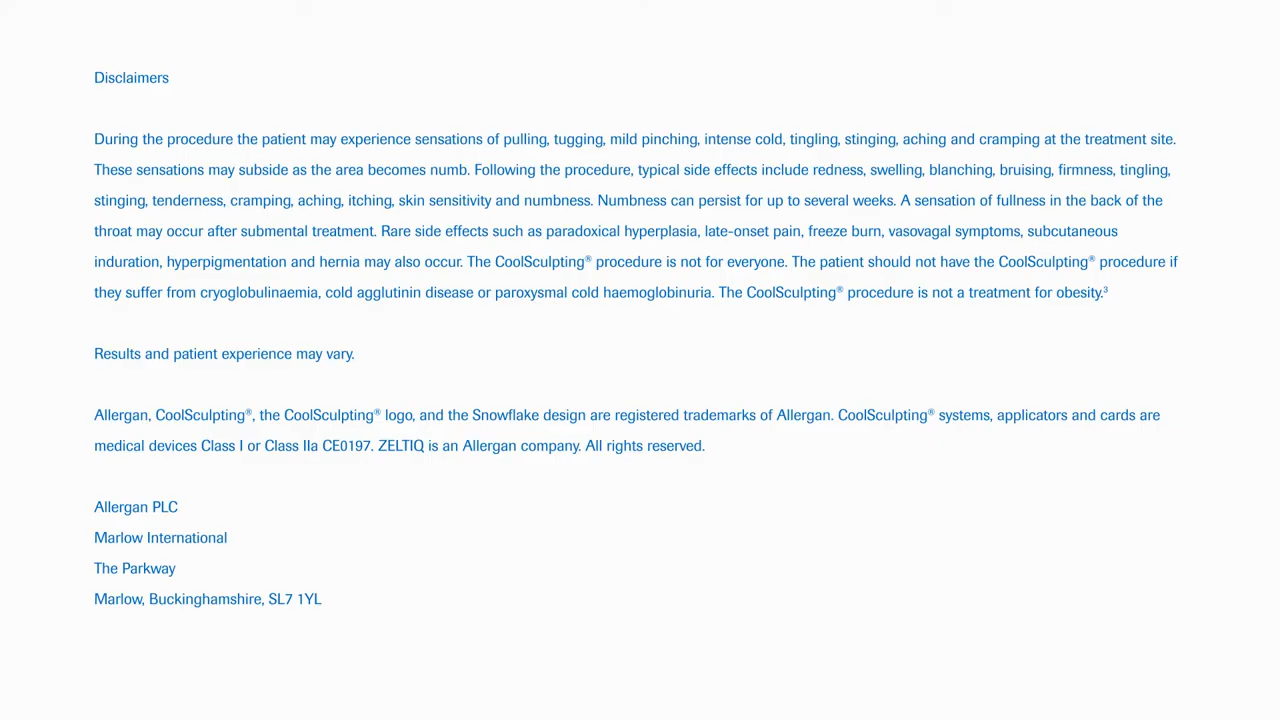 Disclaimers
During the procedure the patient may experience sensations of pulling, tugging, mild pinching, intense cold, tingling, stinging, aching and cramping at the treatment site.
These sensations may subside as the area becomes numb. Following the procedure, typical side effects include redness, swelling, blanching, bruising, firmness, tingling,
stinging, tenderness, cramping, aching, itching, skin sensitivity and numbness. Numbness can persist for up to several weeks. A sensation of fullness in the back of the
throat may occur after submental treatment. Rare side effects such as paradoxical hyperplasia, late-onset pain, freeze burn, vasovagal symptoms, subcutaneous
induration, hyperpigmentation and hernia may also occur. The CoolSculpting® procedure is not for everyone. The patient should not have the CoolSculpting® procedure if
they suffer from cryoglobulinaemia, cold agglutinin disease or paroxysmal cold haemoglobinuria. The CoolSculpting® procedure is not a treatment for obesity.³
Results and patient experience may vary.
Allergan, CoolSculpting®, the CoolSculpting® logo, and the Snowflake design are registered trademarks of Allergan. CoolSculpting® systems, applicators and cards are
medical devices Class I or Class IIa CE0197. ZELTIQ is an Allergan company. All rights reserved.
Allergan PLC
Marlow International
The Parkway
Marlow, Buckinghamshire, SL7 1YL